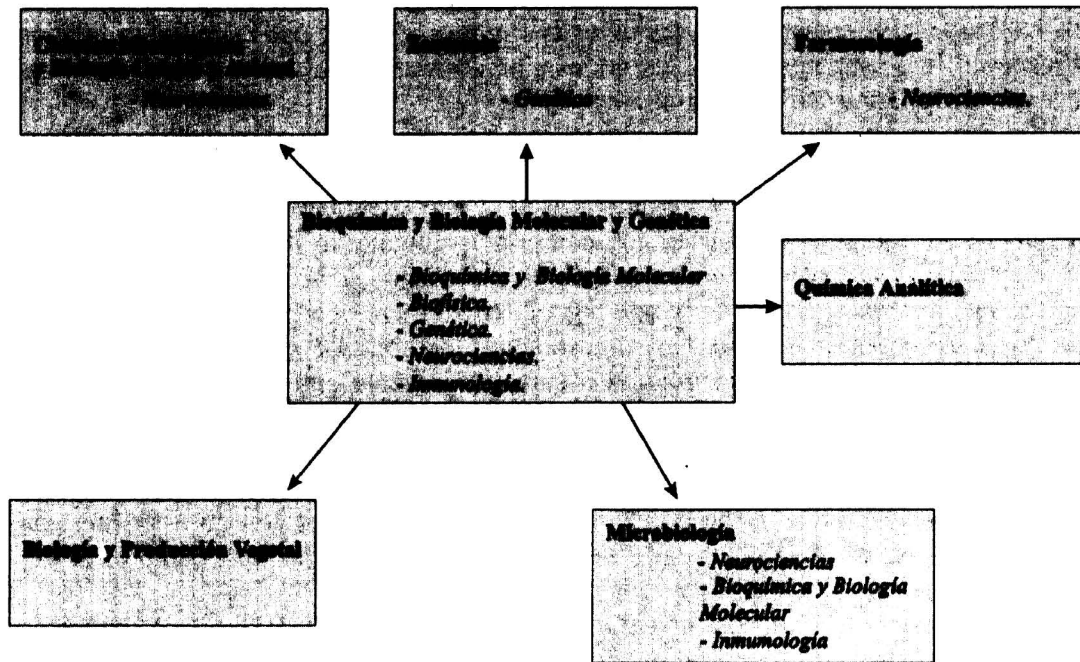 - Genética
Farmacología
- Neurociencias.
Bioquímica y Biología Molecular y Genética
- Bioquímica y Biología Molecular
- Biofísica.
- Genética.
- Neurociencias.
- Inmunología.
Química Analítica
Biología y Producción Vegetal
Microbiología
- Neurociencias
- Bioquímica y Biología
Molecular
- Inmumología